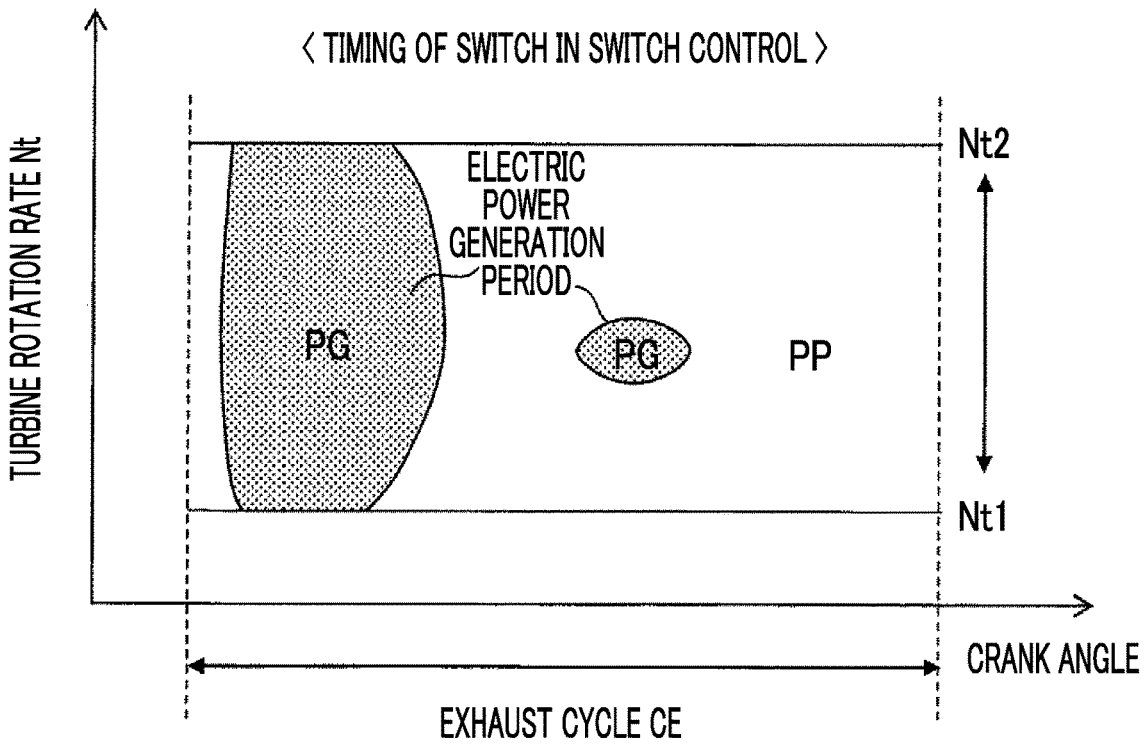 〈 TIMING OF SWITCH IN SWITCH CONTROL 〉
TURBINE ROTATION RATE Nt
Nt2
ELECTRIC
POWER
GENERATION
PERIOD
PG
PG
PP
Nt1
CRANK ANGLE
EXHAUST CYCLE CE